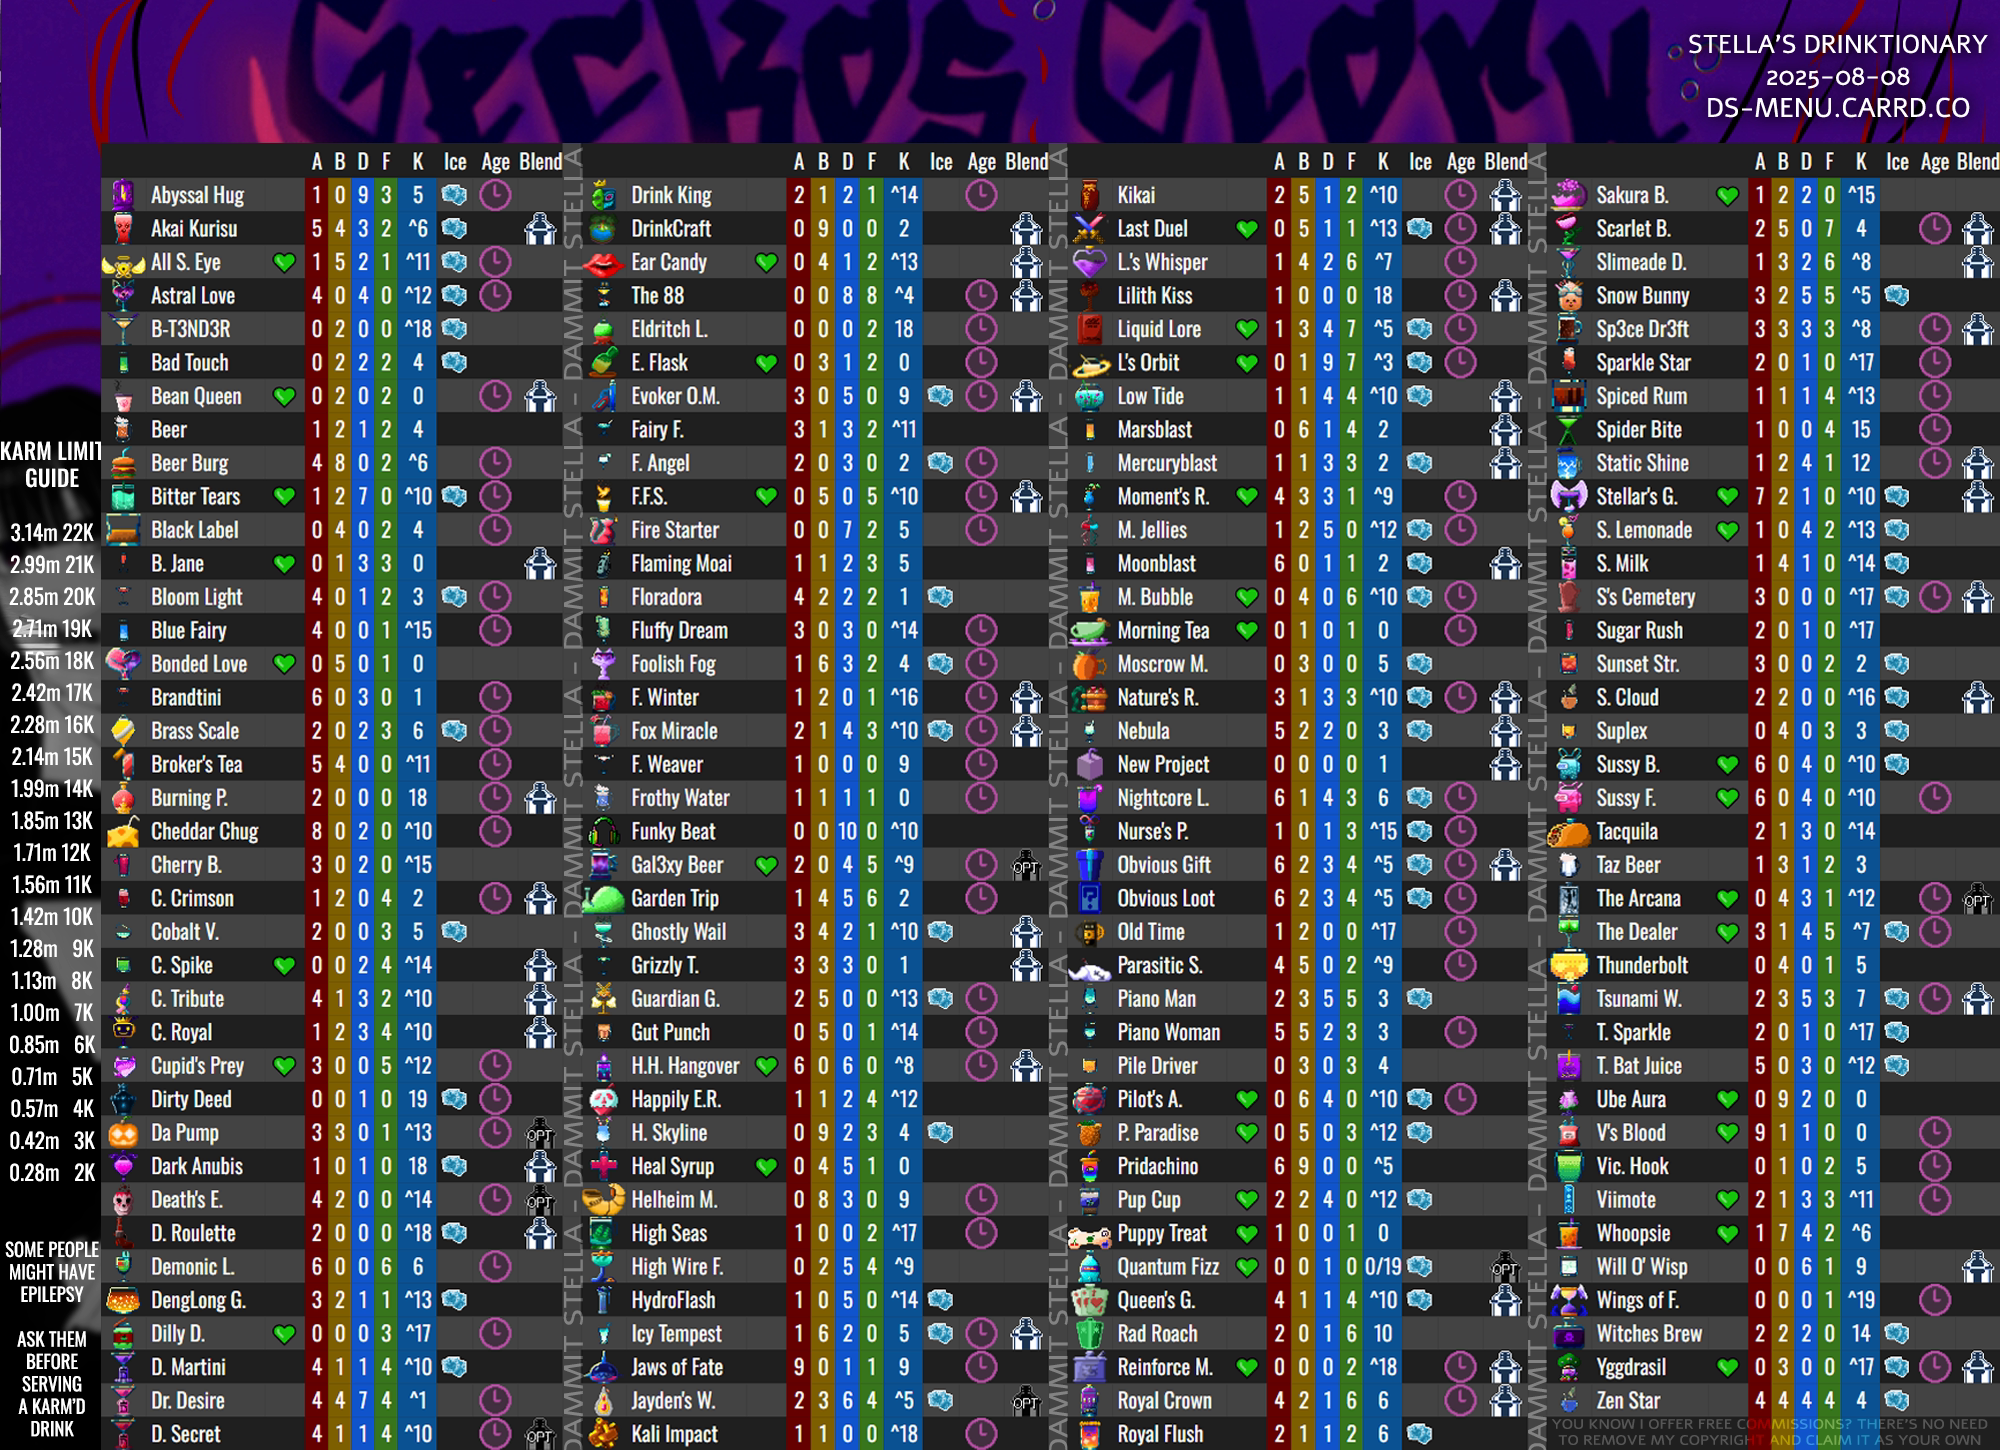 GECKOS GLORY
STELLA'S DRINKTIONARY
2025-08-08
DS-MENU.CARRD.CO
KARM LIMIT
GUIDE
3.14m 22K
2.99m 21K
2.85m 20K
2.71m 19K
2.56m 18K
2.42m 17K
2.28m 16K
2.14m 15K
1.99m 14K
1.85m 13K
1.71m 12K
1.56m 11K
1.42m 10K
1.28m 9K
1.13m 8K
1.00m 7K
0.85m 6K
0.71m 5K
0.57m 4K
0.42m 3K
0.28m 2K
SOME PEOPLE
MIGHT HAVE
EPILEPSY
ASK THEM
BEFORE
SERVING
A KARM'D
DRINK
A B D F K Ice Age Blend
Abyssal Hug 1 0 9 3 5
Akai Kurisu 5 4 3 2 ^6
All S. Eye 1 5 2 1 ^11
Astral Love 4 0 4 0 ^12
B-T3ND3R 0 2 0 0 ^18
Bad Touch 0 2 2 2 4
Bean Queen 0 2 0 2 0
Beer 1 2 1 2 4
Beer Burg 4 8 0 2 ^6
Bitter Tears 1 2 7 0 ^10
Black Label 0 4 0 2 4
B. Jane 0 1 3 3 0
Bloom Light 4 0 1 2 3
Blue Fairy 4 0 0 1 ^15
Bonded Love 0 5 0 1 0
Brandtini 6 0 3 0 1
Brass Scale 2 0 2 3 6
Broker's Tea 5 4 0 0 ^11
Burning P. 2 0 0 0 18
Cheddar Chug 8 0 2 0 ^10
Cherry B. 3 0 2 0 ^15
C. Crimson 1 2 0 4 2
Cobalt V. 2 0 0 3 5
C. Spike 0 0 2 4 ^14
C. Tribute 4 1 3 2 ^10
C. Royal 1 2 3 4 ^10
Cupid's Prey 3 0 0 5 ^12
Dirty Deed 0 0 1 0 19
Da Pump 3 3 0 1 ^13 OPT
Dark Anubis 1 0 1 0 18
Death's E. 4 2 0 0 ^14 OPT
D. Roulette 2 0 0 0 ^18
Demonic L. 6 0 0 6 6
DengLong G. 3 2 1 1 ^13
Dilly D. 0 0 0 3 ^17
D. Martini 4 1 1 4 ^10
Dr. Desire 4 4 7 4 ^1
D. Secret 4 1 1 4 ^10 OPT
DAMMIT STELLA - DAMMIT STELLA - DAMMIT STELLA - DAMMIT STELLA
A B D F K Ice Age Blend
Drink King 2 1 2 1 ^14
DrinkCraft 0 9 0 0 2
Ear Candy 0 4 1 2 ^13
The 88 0 0 8 8 ^4
Eldritch L. 0 0 0 2 18
E. Flask 0 3 1 2 0
Evoker O.M. 3 0 5 0 9
Fairy F. 3 1 3 2 ^11
F. Angel 2 0 3 0 2
F.F.S. 0 5 0 5 ^10
Fire Starter 0 0 7 2 5
Flaming Moai 1 1 2 3 5
Floradora 4 2 2 2 1
Fluffy Dream 3 0 3 0 ^14
Foolish Fog 1 6 3 2 4
F. Winter 1 2 0 1 ^16
Fox Miracle 2 1 4 3 ^10
F. Weaver 1 0 0 0 9
Frothy Water 1 1 1 1 0
Funky Beat 0 0 10 0 ^10
Gal3xy Beer 2 0 4 5 ^9 OPT
Garden Trip 1 4 5 6 2
Ghostly Wail 3 4 2 1 ^10
Grizzly T. 3 3 3 0 1
Guardian G. 2 5 0 0 ^13
Gut Punch 0 5 0 1 ^14
H.H. Hangover 6 0 6 0 ^8
Happily E.R. 1 1 2 4 ^12
H. Skyline 0 9 2 3 4
Heal Syrup 0 4 5 1 0
Helheim M. 0 8 3 0 9
High Seas 1 0 0 2 ^17
High Wire F. 0 2 5 4 ^9
HydroFlash 1 0 5 0 ^14
Icy Tempest 1 6 2 0 5
Jaws of Fate 9 0 1 1 9
Jayden's W. 2 3 6 4 ^5 OPT
Kali Impact 1 1 0 0 ^18
DAMMIT STELLA - DAMMIT STELLA - DAMMIT STELLA - DAMMIT STELLA
A B D F K Ice Age Blend
Kikai 2 5 1 2 ^10
Last Duel 0 5 1 1 ^13
L.'s Whisper 1 4 2 6 ^7
Lilith Kiss 1 0 0 0 18
Liquid Lore 1 3 4 7 ^5
L's Orbit 0 1 9 7 ^3
Low Tide 1 1 4 4 ^10
Marsblast 0 6 1 4 2
Mercuryblast 1 1 3 3 2
Moment's R. 4 3 3 1 ^9
M. Jellies 1 2 5 0 ^12
Moonblast 6 0 1 1 2
M. Bubble 0 4 0 6 ^10
Morning Tea 0 1 0 1 0
Moscrow M. 0 3 0 0 5
Nature's R. 3 1 3 3 ^10
Nebula 5 2 2 0 3
New Project 0 0 0 0 1
Nightcore L. 6 1 4 3 6
Nurse's P. 1 0 1 3 ^15
Obvious Gift 6 2 3 4 ^5
Obvious Loot 6 2 3 4 ^5
Old Time 1 2 0 0 ^17
Parasitic S. 4 5 0 2 ^9
Piano Man 2 3 5 5 3
Piano Woman 5 5 2 3 3
Pile Driver 0 3 0 3 4
Pilot's A. 0 6 4 0 ^10
P. Paradise 0 5 0 3 ^12
Pridachino 6 9 0 0 ^5
Pup Cup 2 2 4 0 ^12
Puppy Treat 1 0 0 1 0
Quantum Fizz 0 0 1 0 0/19 OPT
Queen's G. 4 1 1 4 ^10
Rad Roach 2 0 1 6 10
Reinforce M. 0 0 0 2 ^18
Royal Crown 4 2 1 6 6
Royal Flush 2 1 1 2 6
DAMMIT STELLA - DAMMIT STELLA - DAMMIT STELLA - DAMMIT STELLA
A B D F K Ice Age Blend
Sakura B. 1 2 2 0 ^15
Scarlet B. 2 5 0 7 4
Slimeade D. 1 3 2 6 ^8
Snow Bunny 3 2 5 5 ^5
Sp3ce Dr3ft 3 3 3 3 ^8
Sparkle Star 2 0 1 0 ^17
Spiced Rum 1 1 1 4 ^13
Spider Bite 1 0 0 4 15
Static Shine 1 2 4 1 12
Stellar's G. 7 2 1 0 ^10
S. Lemonade 1 0 4 2 ^13
S. Milk 1 4 1 0 ^14
S's Cemetery 3 0 0 0 ^17
Sugar Rush 2 0 1 0 ^17
Sunset Str. 3 0 0 2 2
S. Cloud 2 2 0 0 ^16
Suplex 0 4 0 3 3
Sussy B. 6 0 4 0 ^10
Sussy F. 6 0 4 0 ^10
Tacquila 2 1 3 0 ^14
Taz Beer 1 3 1 2 3
The Arcana 0 4 3 1 ^12 OPT
The Dealer 3 1 4 5 ^7
Thunderbolt 0 4 0 1 5
Tsunami W. 2 3 5 3 7
T. Sparkle 2 0 1 0 ^17
T. Bat Juice 5 0 3 0 ^12
Ube Aura 0 9 2 0 0
V's Blood 9 1 1 0 0
Vic. Hook 0 1 0 2 5
Viimote 2 1 3 3 ^11
Whoopsie 1 7 4 2 ^6
Will O' Wisp 0 0 6 1 9
Wings of F. 0 0 0 1 ^19
Witches Brew 2 2 2 0 14
Yggdrasil 0 3 0 0 ^17
Zen Star 4 4 4 4 4
YOU KNOW I OFFER FREE COMMISSIONS? THERE'S NO NEED
TO REMOVE MY COPYRIGHT AND CLAIM IT AS YOUR OWN